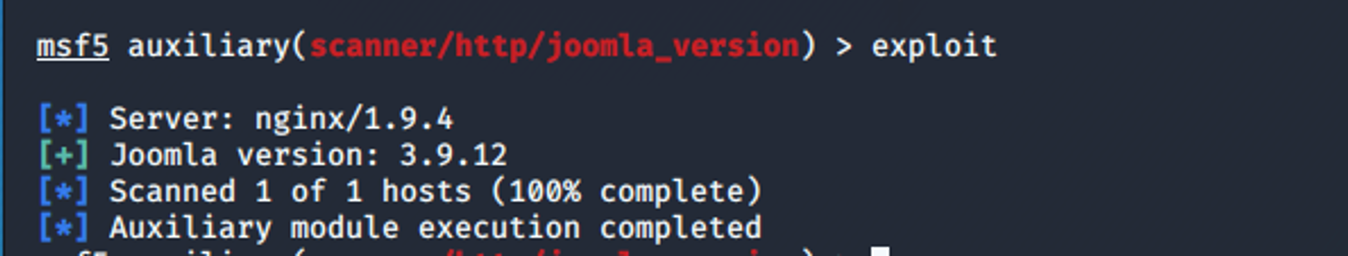 msf5 auxiliary(scanner/http/joomla_version) > exploit
[*] Server: nginx/1.9.4
[+] Joomla version: 3.9.12
[*] Scanned 1 of 1 hosts (100% complete)
[*] Auxiliary module execution completed